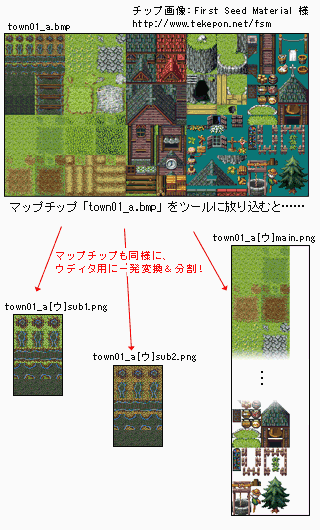 チップ画像：First Seed Material 様
http://www.tekepon.net/fsm
town01_a.bmp
マップチップ「town01_a.bmp」をツールに放り込むと……
マップチップも同様に、
ウディタ用に一発変換＆分割！
town01_a[ウ]main.png
town01_a[ウ]sub1.png
town01_a[ウ]sub2.png